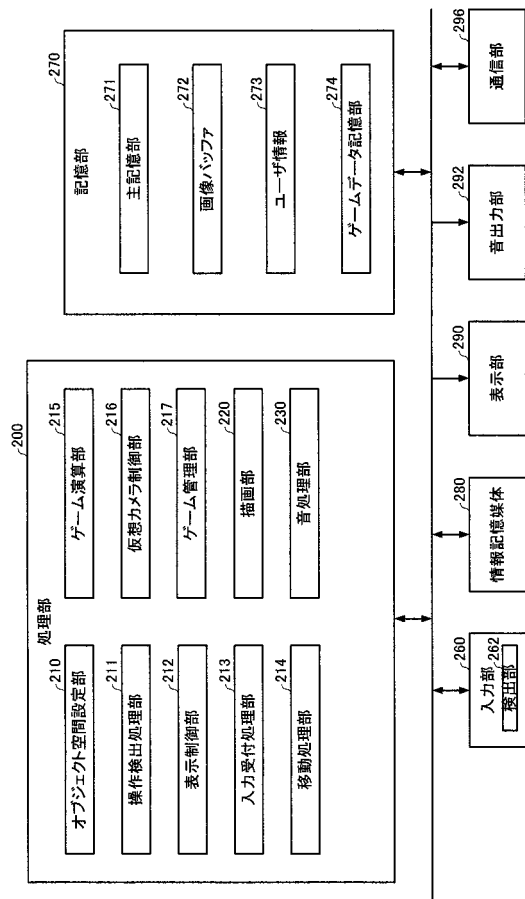 200
処理部
210
オブジェクト空間設定部
211
操作検出処理部
212
表示制御部
213
入力受付処理部
214
移動処理部
215
ゲーム演算部
216
仮想カメラ制御部
217
ゲーム管理部
220
描画部
230
音処理部
270
記憶部
271
主記憶部
272
画像バッファ
273
ユーザ情報
274
ゲームデータ記憶部
260
入力部
262
検出部
280
情報記憶媒体
290
表示部
292
音出力部
296
通信部